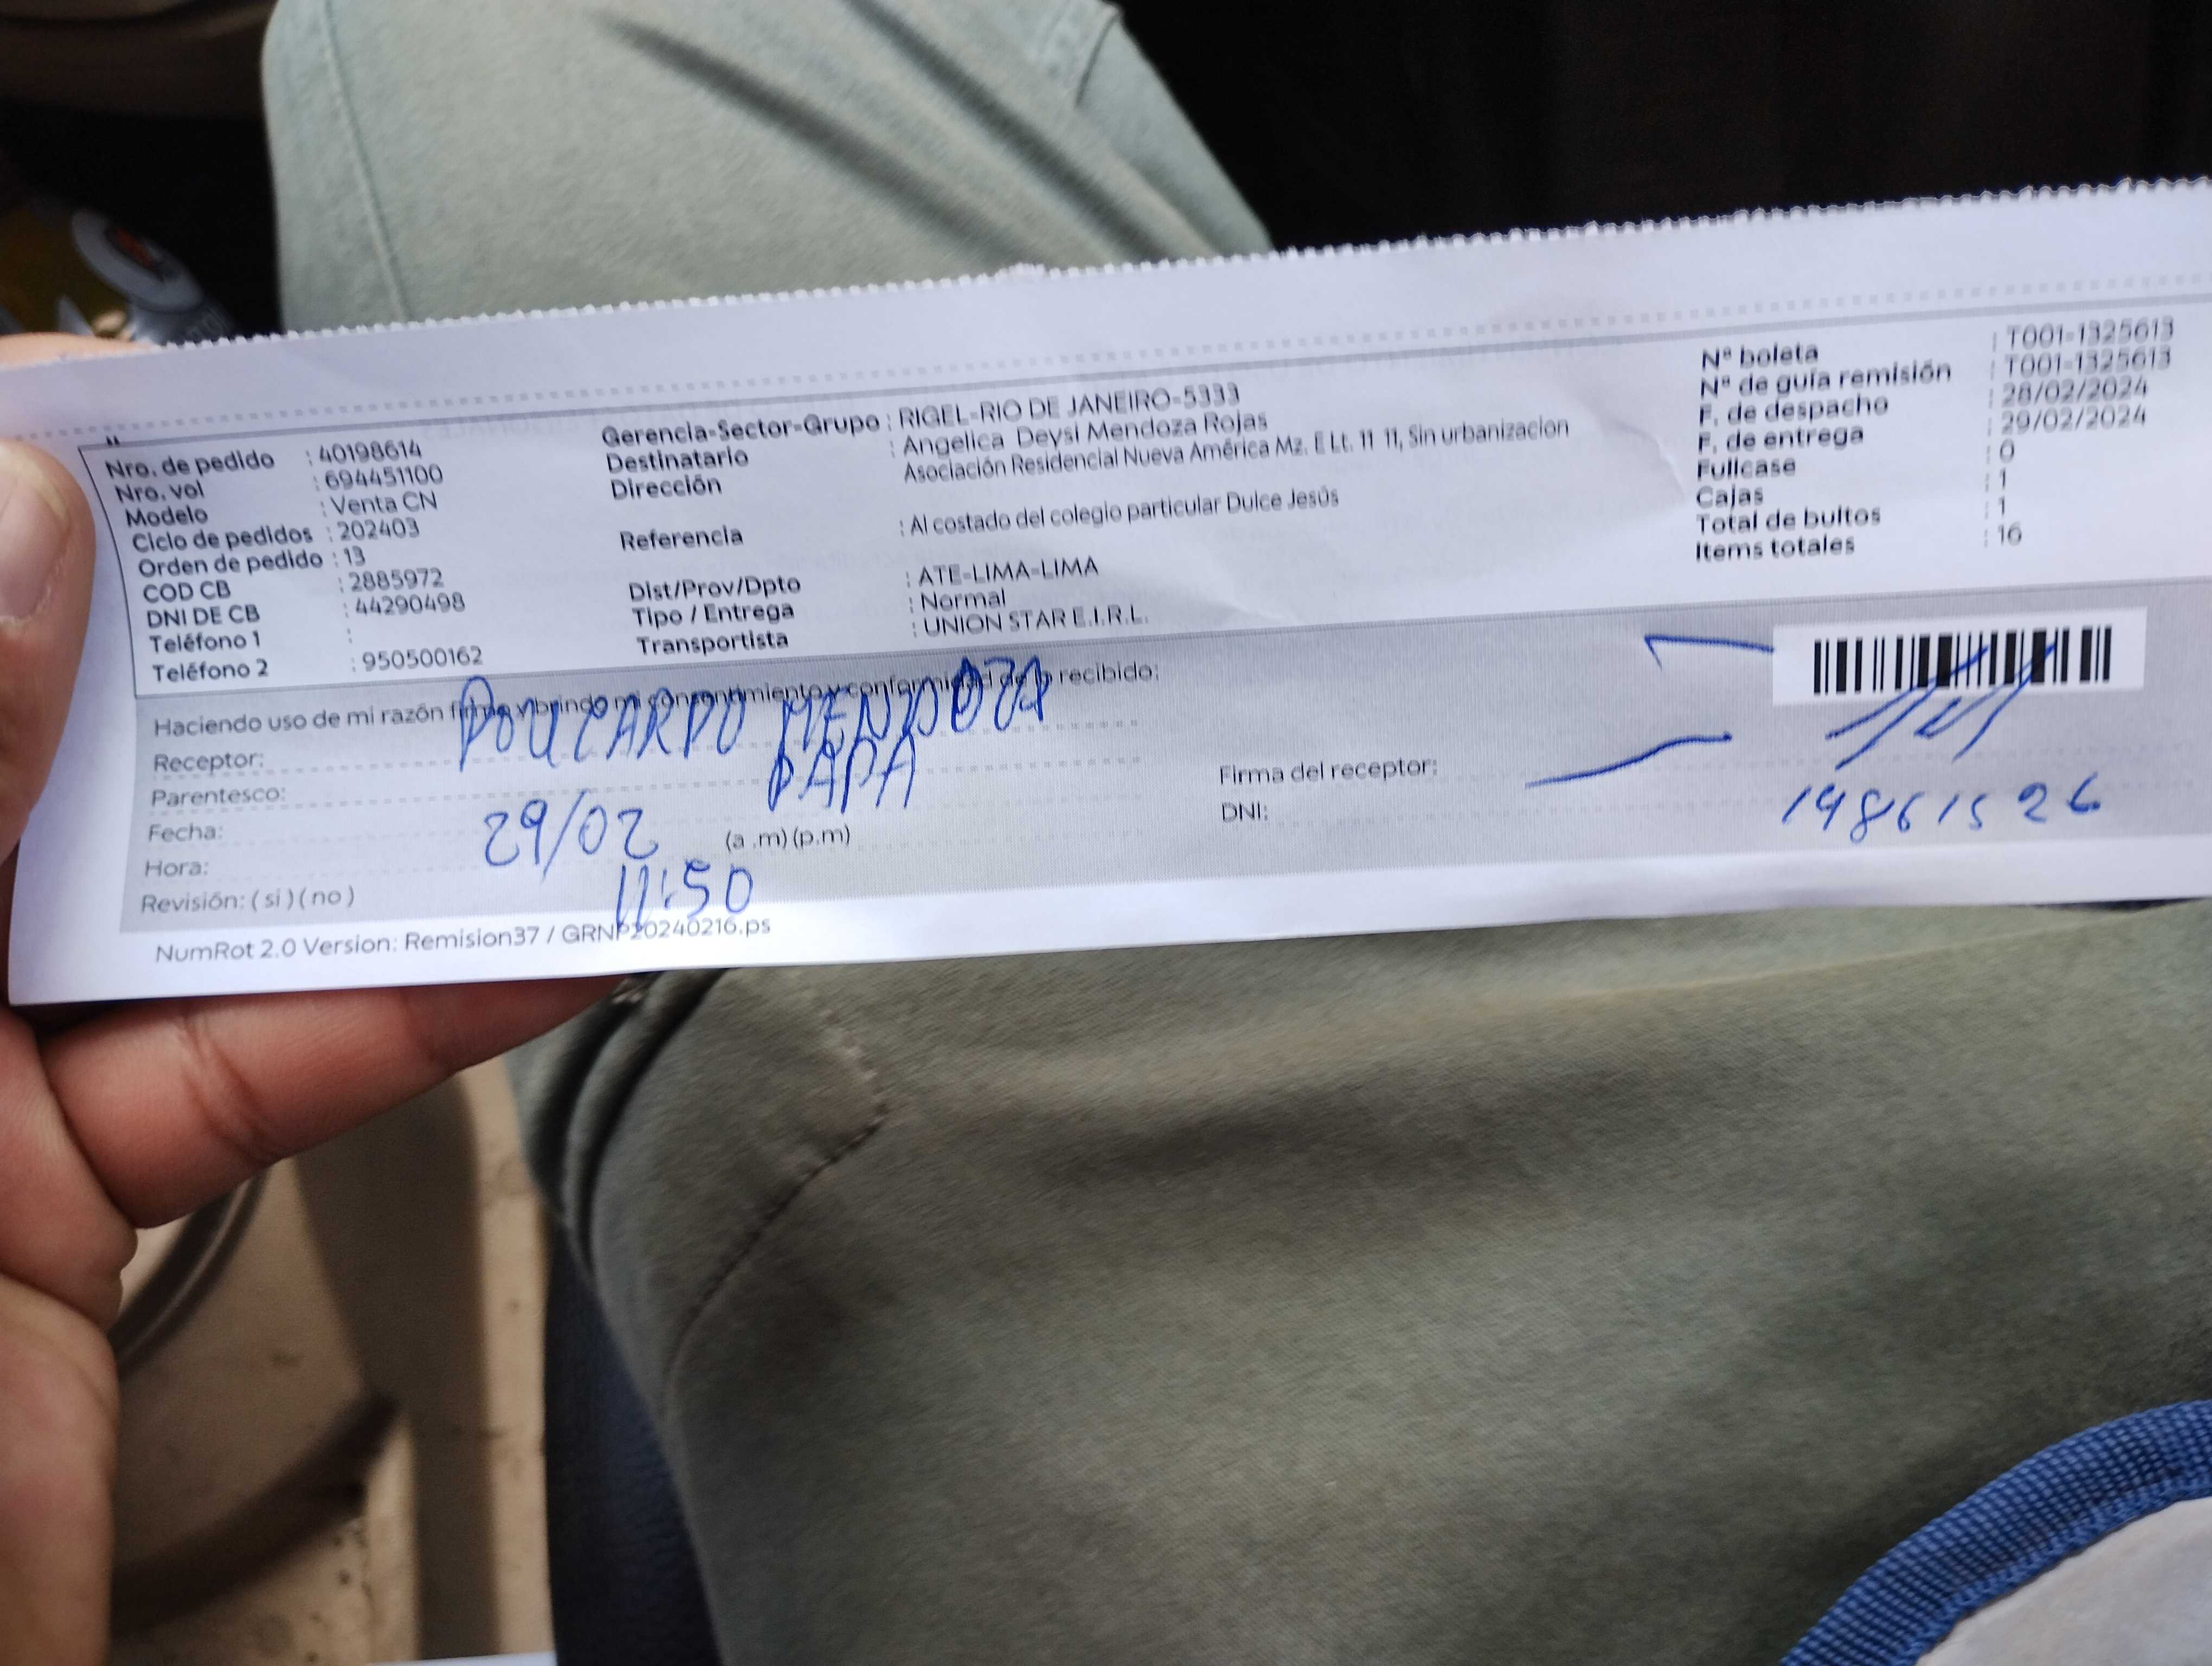 Nro. de pedido : 40198614
Nro. vol : 694451100
Modelo : Venta CN
Ciclo de pedidos : 202403
Orden de pedido : 13
COD CB : 2885972
DNI DE CB : 44290498
Teléfono 1 :
Teléfono 2 : 950500162
Gerencia-Sector-Grupo : RIGEL-RIO DE JANEIRO-5333
Destinatario : Angelica Deysi Mendoza Rojas
Dirección Asociación Residencial Nueva América Mz. E Lt. 11 11, Sin urbanizacion
Referencia : Al costado del colegio particular Dulce Jesús
Dist/Prov/Dpto : ATE-LIMA-LIMA
Tipo / Entrega : Normal
Transportista : UNION STAR E.I.R.L.
N° boleta : T001-1325613
N° de guía remisión : T001-1325613
F. de despacho : 28/02/2024
F. de entrega : 29/02/2024
Fullcase : 0
Cajas : 1
Total de bultos : 1
Items totales : 16
Haciendo uso de mi razón firmo y brindo mi consentimiento y conformidad de lo recibido:
Receptor: POLICARPO MENDOZA
Parentesco: PAPA
Fecha: 29/02
Hora: (a .m) (p.m) 11:50
Revisión: ( si ) ( no )
Firma del receptor:
DNI: 19861526
NumRot 2.0 Version: Remision37 / GRNP20240216.ps